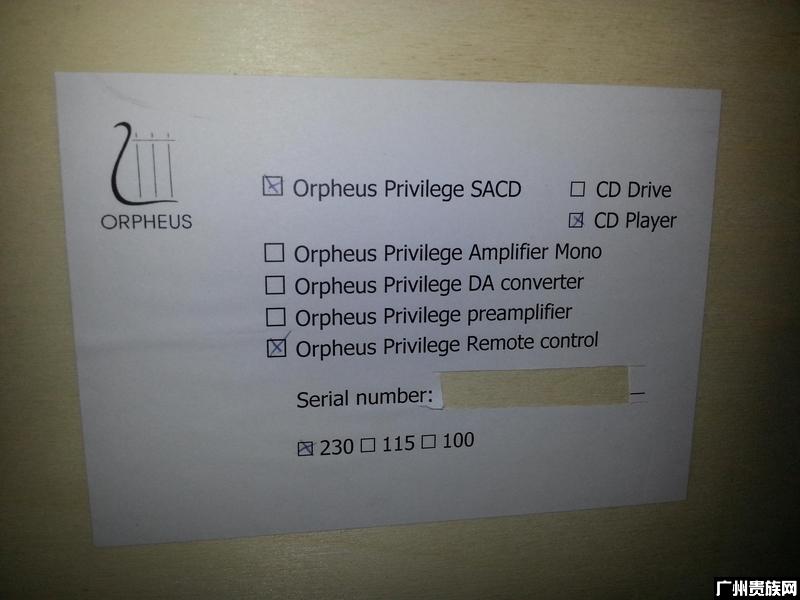 ORPHEUS
Orpheus Privilege SACD
CD Drive
CD Player
Orpheus Privilege Amplifier Mono
Orpheus Privilege DA converter
Orpheus Privilege preamplifier
Orpheus Privilege Remote control
Serial number:
230 115 100
广州贵族网